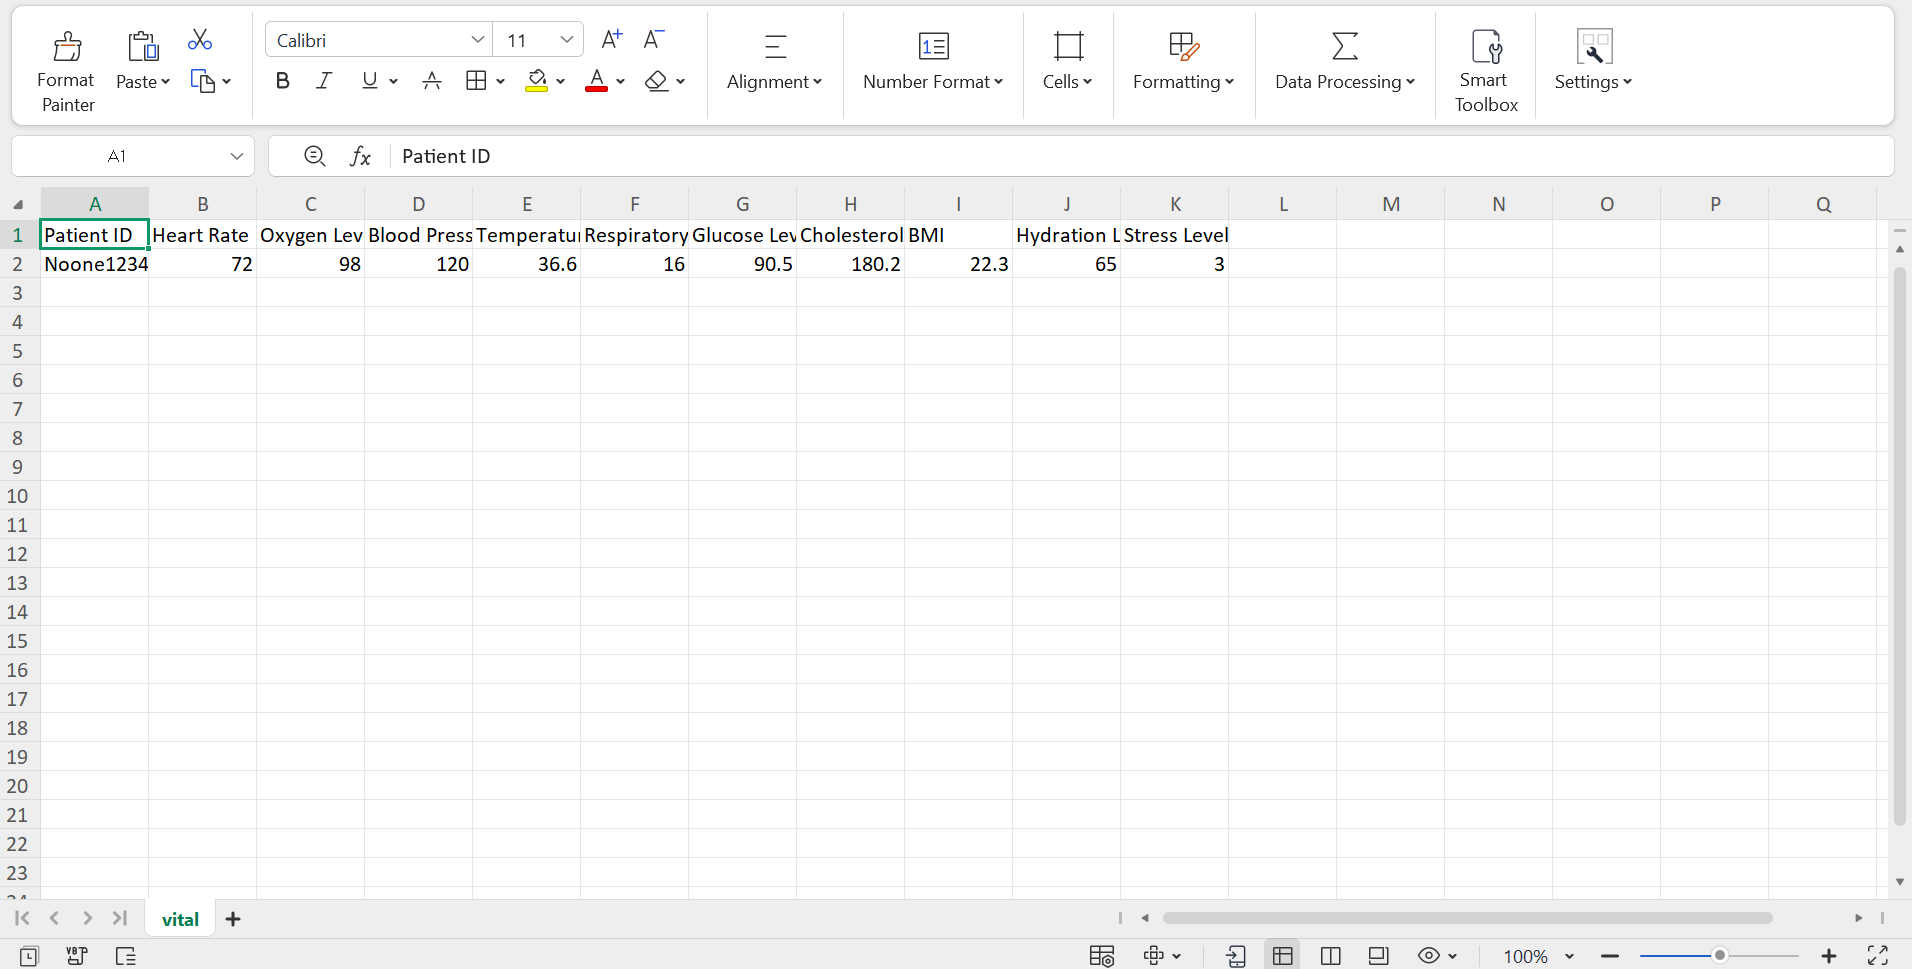 Format Painter
Paste
Calibri
11
A+
A-
B
I
U
A
A
Alignment
Number Format
Cells
Formatting
Data Processing
Smart Toolbox
Settings
A1
fx
Patient ID
A B C D E F G H I J K L M N O P Q
1 Patient ID Heart Rate Oxygen Lev Blood Press Temperatu Respiratory Glucose Lev Cholesterol BMI Hydration L Stress Level
2 Noone1234 72 98 120 36.6 16 90.5 180.2 22.3 65 3
3
4
5
6
7
8
9
10
11
12
13
14
15
16
17
18
19
20
21
22
23
vital
100%